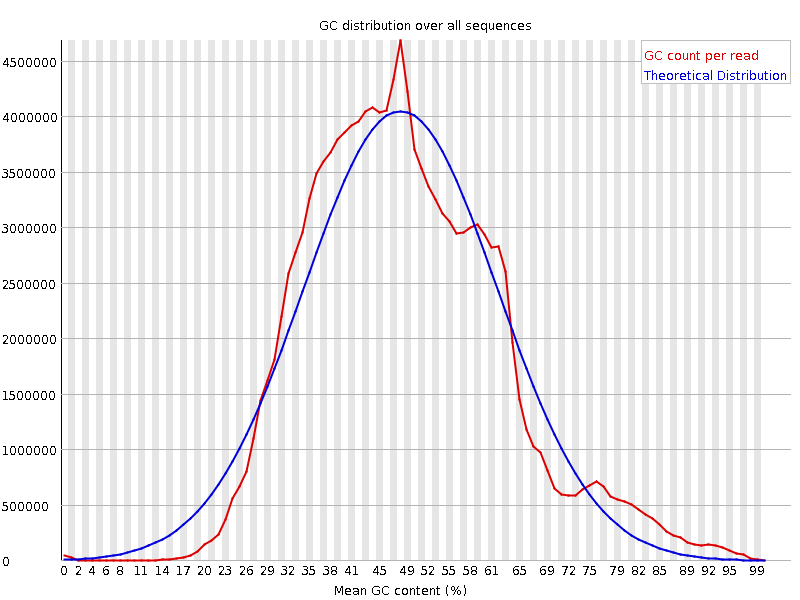 GC distribution over all sequences
GC count per read
Theoretical Distribution
4500000
4000000
3500000
3000000
2500000
2000000
1500000
1000000
500000
0
0 2 4 6 8 11 14 17 20 23 26 29 32 35 38 41 45 49 52 55 58 61 65 69 72 75 79 82 85 89 92 95 99
Mean GC content (%)